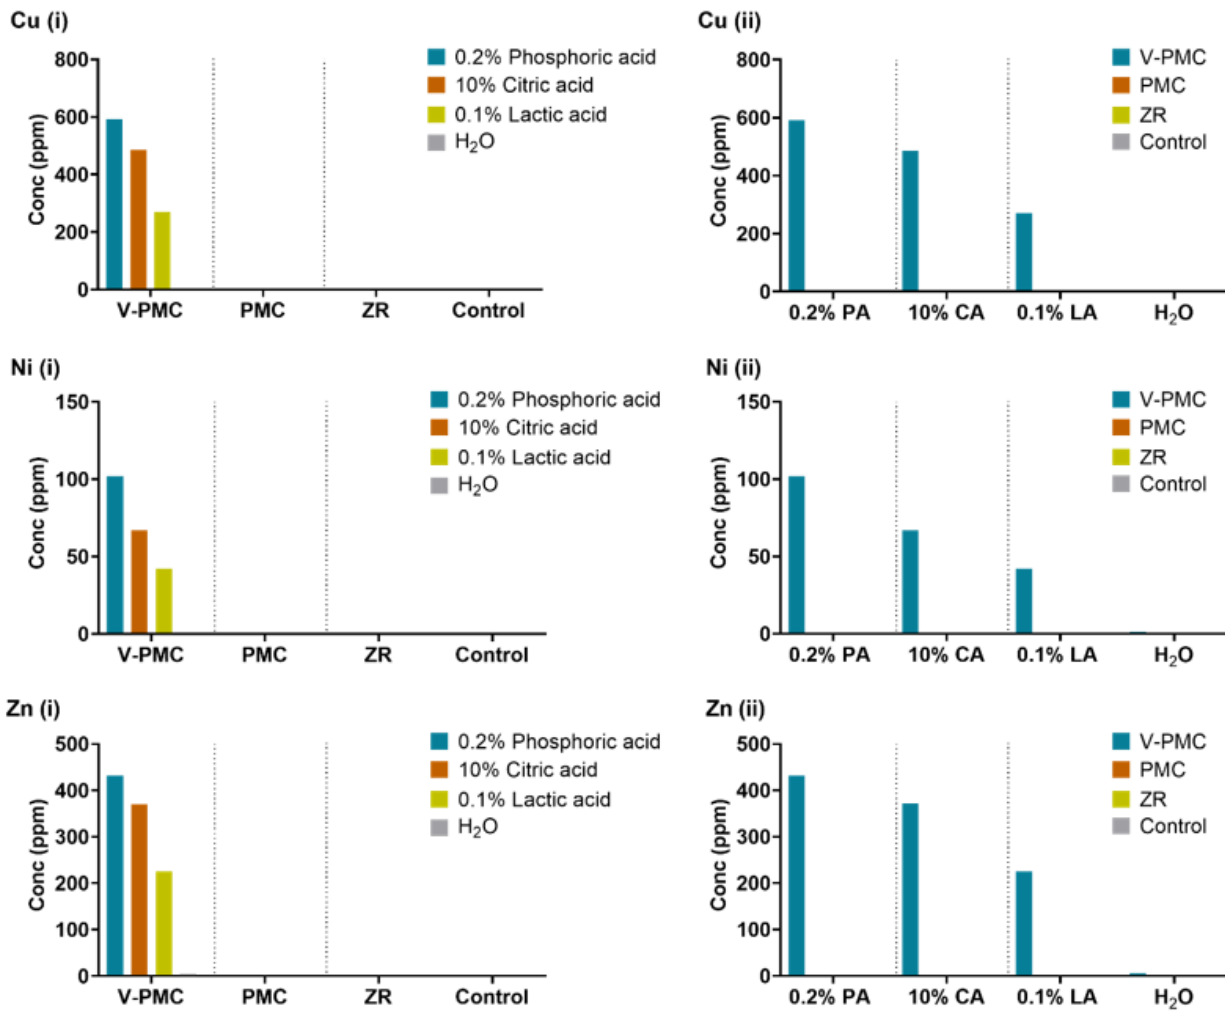 Cu (i)
800
600
400
200
0
Conc (ppm)
0.2% Phosphoric acid
10% Citric acid
0.1% Lactic acid
H₂O
V-PMC PMC ZR Control
Cu (ii)
800
600
400
200
0
Conc (ppm)
V-PMC
PMC
ZR
Control
0.2% PA 10% CA 0.1% LA H₂O
Ni (i)
150
100
50
0
Conc (ppm)
0.2% Phosphoric acid
10% Citric acid
0.1% Lactic acid
H₂O
V-PMC PMC ZR Control
Ni (ii)
150
100
50
0
Conc (ppm)
V-PMC
PMC
ZR
Control
0.2% PA 10% CA 0.1% LA H₂O
Zn (i)
500
400
300
200
100
0
Conc (ppm)
0.2% Phosphoric acid
10% Citric acid
0.1% Lactic acid
H₂O
V-PMC PMC ZR Control
Zn (ii)
500
400
300
200
100
0
Conc (ppm)
V-PMC
PMC
ZR
Control
0.2% PA 10% CA 0.1% LA H₂O